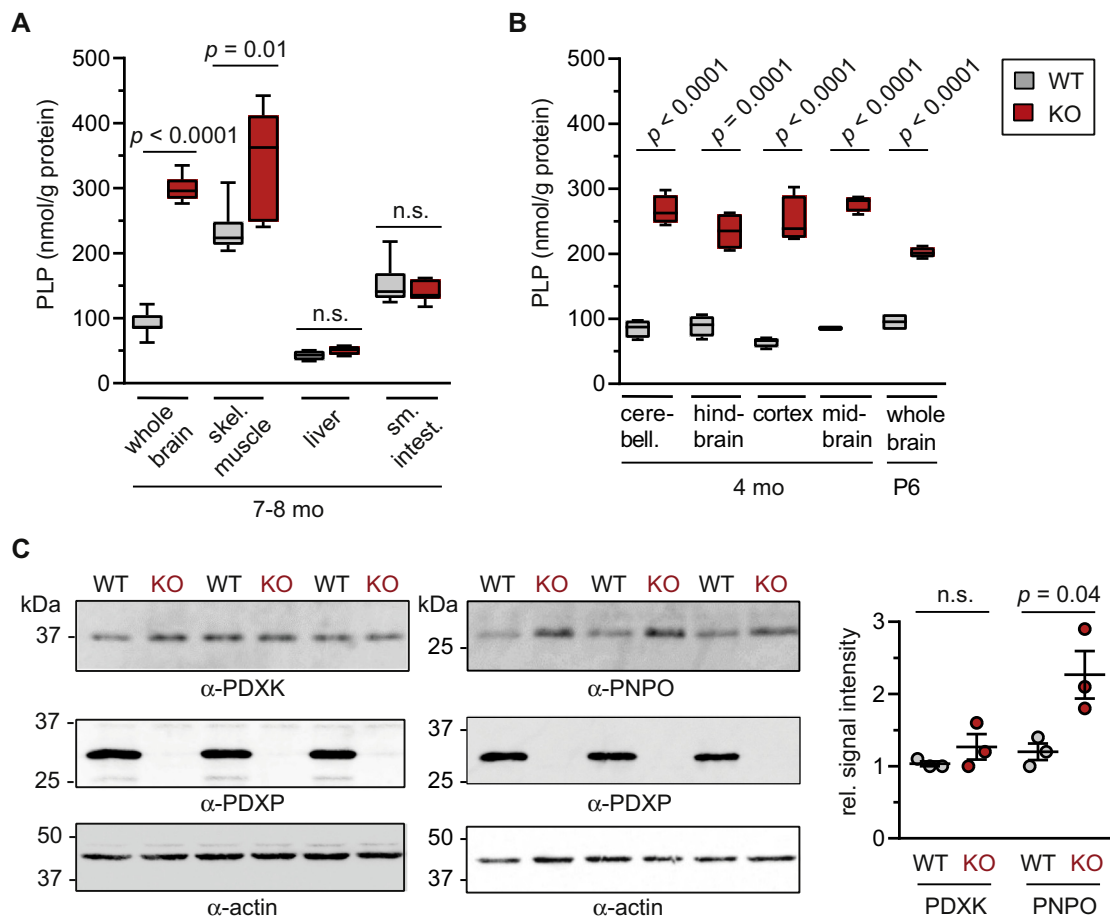 A
PLP (nmol/g protein)
500
400
300
200
100
0
p < 0.0001
p = 0.01
n.s.
n.s.
whole brain
skel. muscle
liver
sm. intest.
7-8 mo
B
PLP (nmol/g protein)
500
400
300
200
100
0
p < 0.0001
p = 0.0001
p < 0.0001
p < 0.0001
p < 0.0001
WT
KO
cere-bell.
hind-brain
cortex
mid-brain
whole brain
4 mo
P6
C
WT KO WT KO WT KO
kDa
37
α-PDXK
37
25
α-PDXP
50
37
α-actin
WT KO WT KO WT KO
kDa
25
α-PNPO
37
25
α-PDXP
50
37
α-actin
rel. signal intensity
3
2
1
0
n.s.
p = 0.04
WT KO WT KO
PDXK PNPO